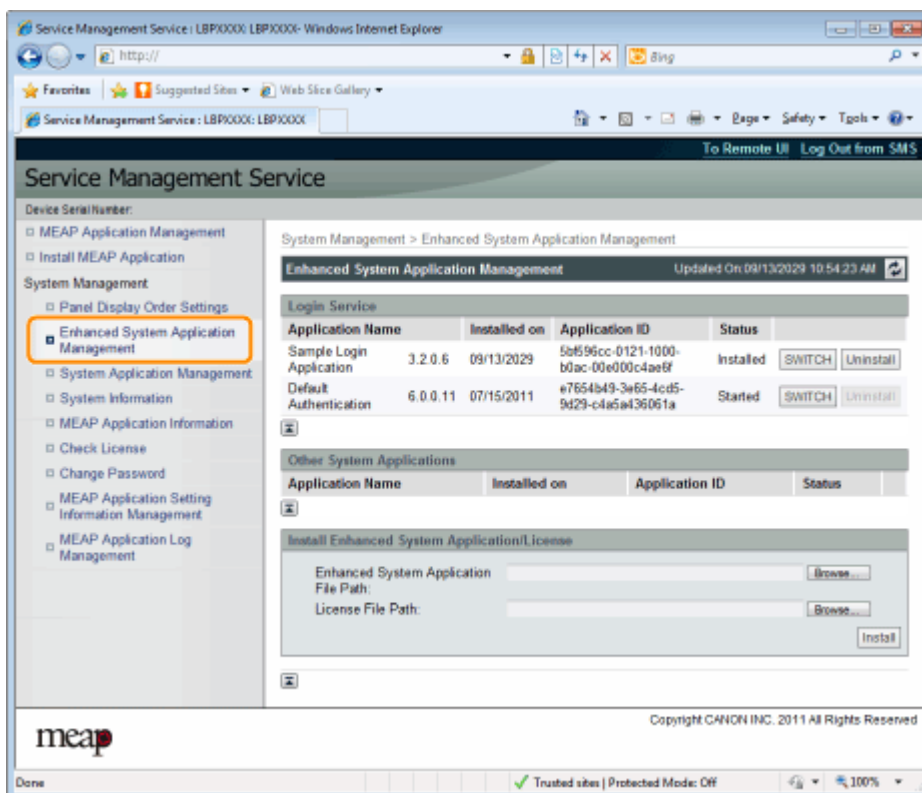 Service Management Service : LBPXXXX: LBPXXXX- Windows Internet Explorer
http://
Bing
Favorites
Suggested Sites
Web Slice Gallery
Service Management Service : LBPXXXX: LBPXXXX
Page
Safety
Tools
To Remote UI Log Out from SMS
Service Management Service
Device Serial Number:
MEAP Application Management
Install MEAP Application
System Management
Panel Display Order Settings
Enhanced System Application
Management
System Application Management
System Information
MEAP Application Information
Check License
Change Password
MEAP Application Setting
Information Management
MEAP Application Log
Management
System Management > Enhanced System Application Management
Enhanced System Application Management Updated On:09/13/2029 10:54:23 AM
Login Service
Application Name Installed on Application ID Status
Sample Login
Application 3.2.0.6 09/13/2029 5bf596cc-0121-1000-
b0ac-00e000c4ae6f Installed SWITCH Uninstall
Default
Authentication 6.0.0.11 07/15/2011 e7654b49-3e65-4cd5-
9d29-c4a5a436061a Started SWITCH Uninstall
Other System Applications
Application Name Installed on Application ID Status
Install Enhanced System Application/License
Enhanced System Application
File Path: Browse...
License File Path: Browse...
Install
meap
Copyright CANON INC. 2011 All Rights Reserved
Done
Trusted sites | Protected Mode: Off
100%